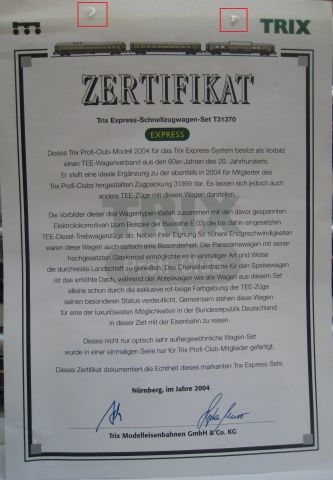 TRIX
ZERTIFIKAT
Trix Express-Schnellzugwagen-Set T31370
EXPRESS
Dieses Trix Profi-Club-Modell 2004 für das Trix Express-System besitzt als Vorbild
einen TEE-Wagenverband aus den 60er Jahren des 20. Jahrhunderts.
Er stellt eine ideale Ergänzung zu der ebenfalls in 2004 für Mitglieder des
Trix Profi-Clubs hergestellten Zugpackung 31369 dar. Es lassen sich jedoch auch
andere TEE-Züge mit diesen Wagen darstellen.
Die Vorbilder dieser drei Wagentypen lösten zusammen mit den davor gespannten
Elektrolokomotiven (zum Beispiel der Baureihe E 03) die bis dahin eingesetzten
TEE-Diesel-Triebwagenzüge ab. Neben ihrer Eignung für höhere Endgeschwindigkeiten
waren diese Wagen auch optisch eine Besonderheit. Der Panoramawagen mit seiner
hochgesetzten Glaskanzel ermöglichte es in einmaliger Art und Weise
die durchreiste Landschaft zu genießen. Das Charakteristische für den Speisewagen
ist das erhöhte Dach, während der Abteilwagen wie alle Wagen aus diesem Set
alleine schon durch die exklusive rot-beige Farbgebung der TEE-Züge
seinen besonderen Status verdeutlicht. Gemeinsam stehen diese Wagen
für eine der luxuriösesten Möglichkeiten in der Bundesrepublik Deutschland
in dieser Zeit mit der Eisenbahn zu reisen.
Dieses nicht nur optisch sehr außergewöhnliche Wagen-Set
wurde in einer einmaligen Serie nur für Trix Profi-Club-Mitglieder gefertigt.
Dieses Zertifikat dokumentiert die Echtheit dieses markanten Trix Express-Sets.
Nürnberg, im Jahre 2004
Trix Modelleisenbahnen GmbH & Co. KG